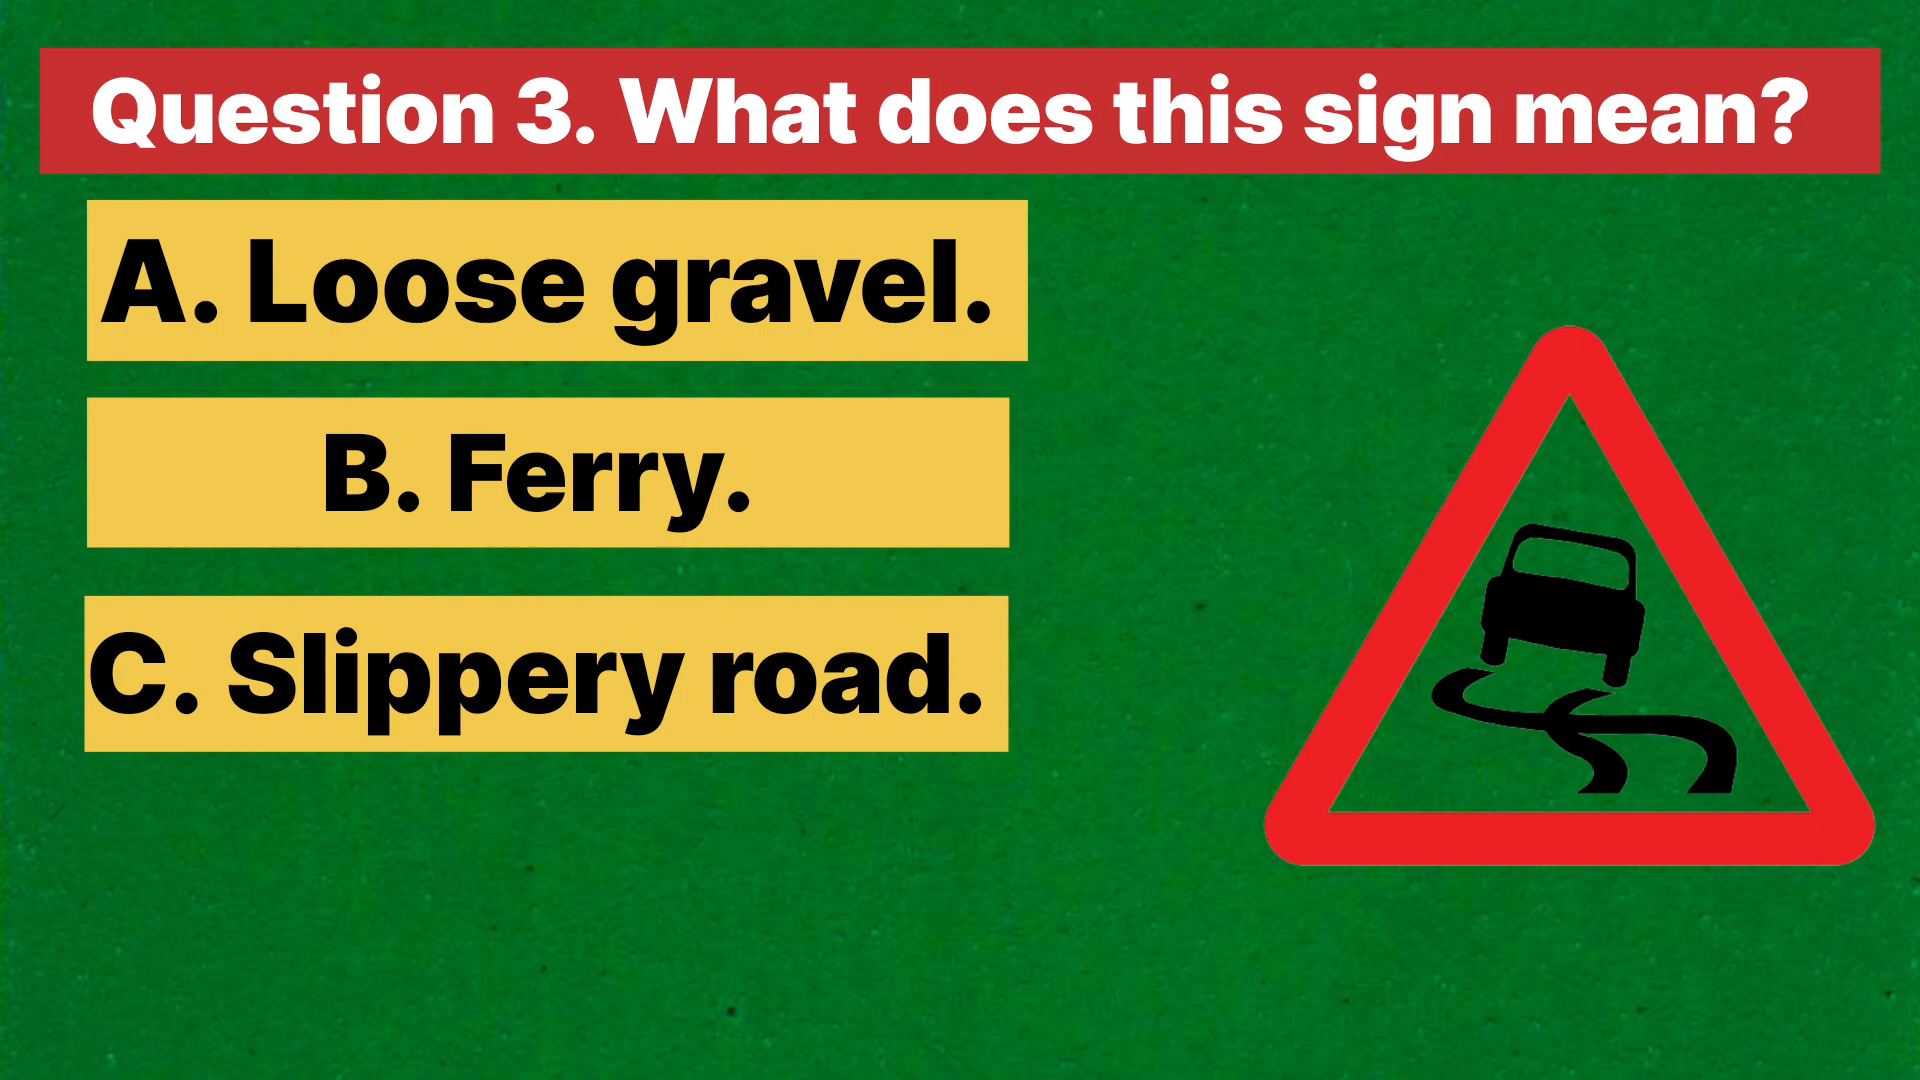 Question 3. What does this sign mean?
A. Loose gravel.
B. Ferry.
C. Slippery road.